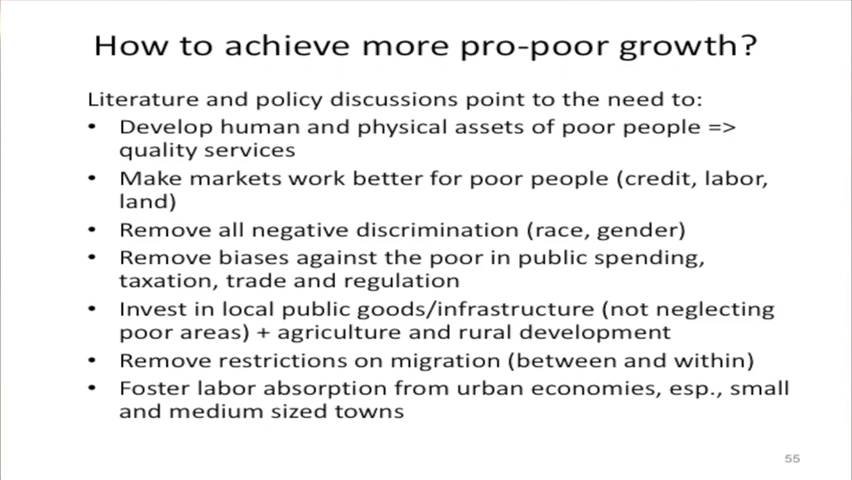 How to achieve more pro-poor growth?
Literature and policy discussions point to the need to:
• Develop human and physical assets of poor people =>
quality services
• Make markets work better for poor people (credit, labor,
land)
• Remove all negative discrimination (race, gender)
• Remove biases against the poor in public spending,
taxation, trade and regulation
• Invest in local public goods/infrastructure (not neglecting
poor areas) + agriculture and rural development
• Remove restrictions on migration (between and within)
• Foster labor absorption from urban economies, esp., small
and medium sized towns
55